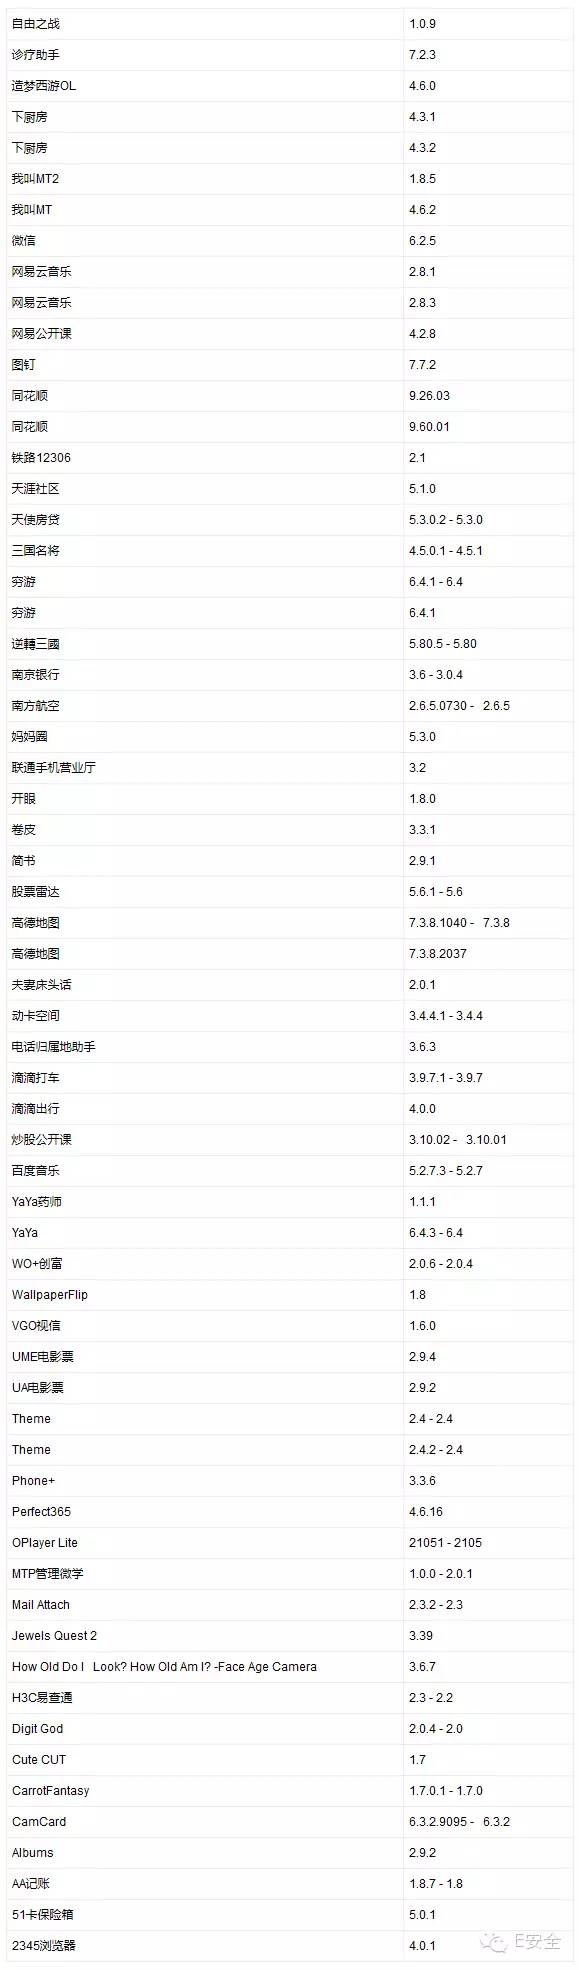 自由之战 1.0.9
诊疗助手 7.2.3
造梦西游OL 4.6.0
下厨房 4.3.1
下厨房 4.3.2
我叫MT2 1.8.5
我叫MT 4.6.2
微信 6.2.5
网易云音乐 2.8.1
网易云音乐 2.8.3
网易公开课 4.2.8
图钉 7.7.2
同花顺 9.26.03
同花顺 9.60.01
铁路12306 2.1
天涯社区 5.1.0
天使房贷 5.3.0.2 - 5.3.0
三国名将 4.5.0.1 - 4.5.1
穷游 6.4.1 - 6.4
穷游 6.4.1
逆轉三國 5.80.5 - 5.80
南京银行 3.6 - 3.0.4
南方航空 2.6.5.0730 - 2.6.5
妈妈圈 5.3.0
联通手机营业厅 3.2
开眼 1.8.0
卷皮 3.3.1
简书 2.9.1
股票雷达 5.6.1 - 5.6
高德地图 7.3.8.1040 - 7.3.8
高德地图 7.3.8.2037
夫妻床头话 2.0.1
动卡空间 3.4.4.1 - 3.4.4
电话归属地助手 3.6.3
滴滴打车 3.9.7.1 - 3.9.7
滴滴出行 4.0.0
炒股公开课 3.10.02 - 3.10.01
百度音乐 5.2.7.3 - 5.2.7
YaYa药师 1.1.1
YaYa 6.4.3 - 6.4
WO+创富 2.0.6 - 2.0.4
WallpaperFlip 1.8
VGO视信 1.6.0
UME电影票 2.9.4
UA电影票 2.9.2
Theme 2.4 - 2.4
Theme 2.4.2 - 2.4
Phone+ 3.3.6
Perfect365 4.6.16
OPlayer Lite 21051 - 2105
MTP管理微学 1.0.0 - 2.0.1
Mail Attach 2.3.2 - 2.3
Jewels Quest 2 3.39
How Old Do I Look? How Old Am I? -Face Age Camera 3.6.7
H3C易查通 2.3 - 2.2
Digit God 2.0.4 - 2.0
Cute CUT 1.7
CarrotFantasy 1.7.0.1 - 1.7.0
CamCard 6.3.2.9095 - 6.3.2
Albums 2.9.2
AA记账 1.8.7 - 1.8
51卡保险箱 5.0.1
2345浏览器 4.0.1
E安全